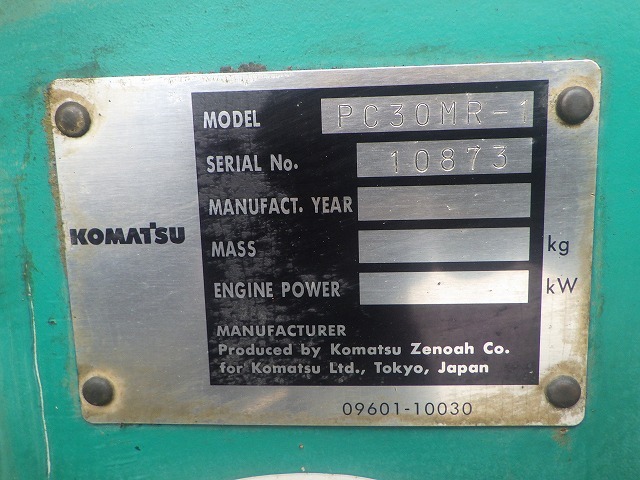 MODEL PC30MR-1
SERIAL No. 10873
MANUFACT. YEAR
KOMATSU
MASS kg
ENGINE POWER kW
MANUFACTURER
Produced by Komatsu Zenoah Co.
for Komatsu Ltd., Tokyo, Japan
09601-10030